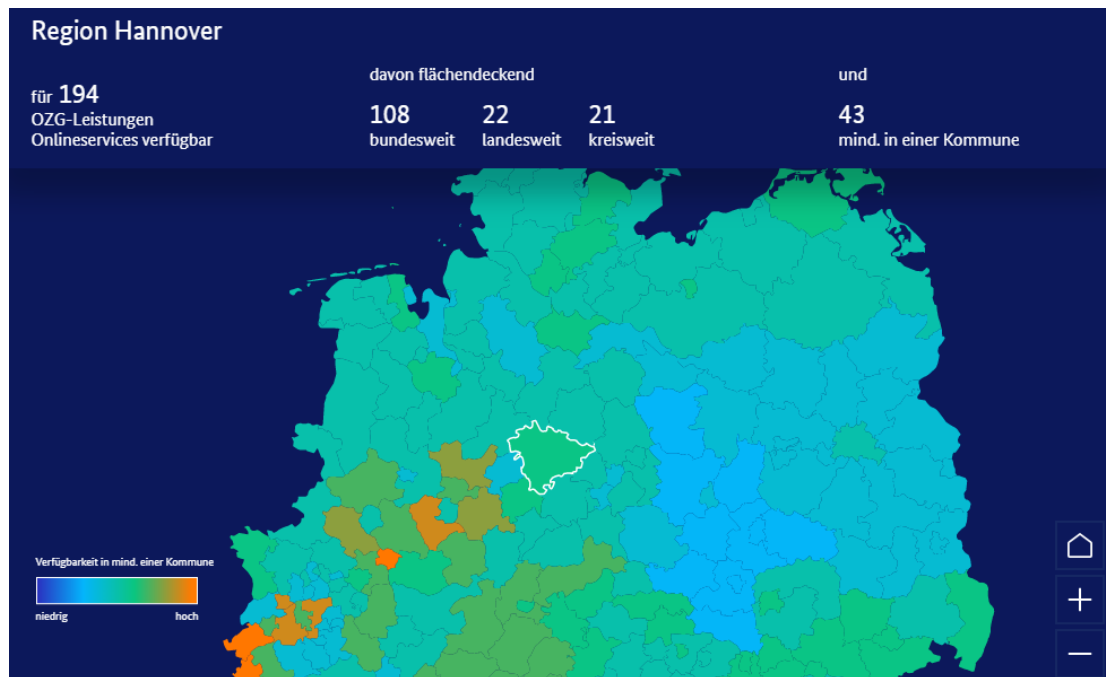 Region Hannover
für 194
OZG-Leistungen
Onlineservices verfügbar
davon flächendeckend
108
bundesweit
22
landesweit
21
kreisweit
und
43
mind. in einer Kommune
Verfügbarkeit in mind. einer Kommune
niedrig
hoch